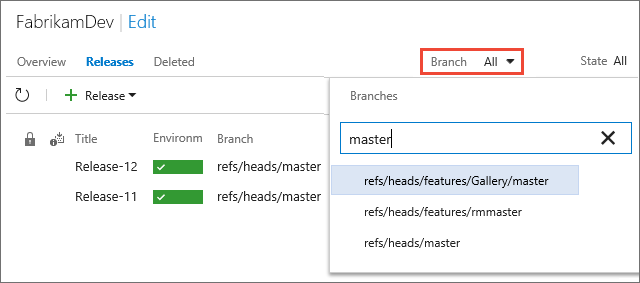 FabrikamDev | Edit
Overview Releases Deleted Branch All State All
+ Release
Branches
master
Title Environm Branch
Release-12 refs/heads/master
Release-11 refs/heads/master
refs/heads/features/Gallery/master
refs/heads/features/rmmaster
refs/heads/master